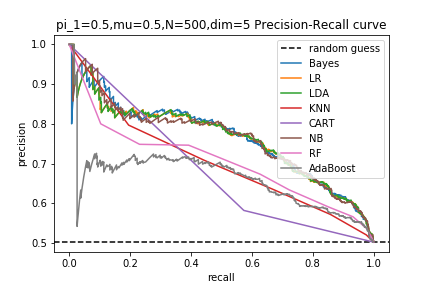 pi_1=0.5,mu=0.5,N=500,dim=5 Precision-Recall curve
1.0
0.9
0.8
0.7
0.6
0.5
precision
random guess
Bayes
LR
LDA
KNN
CART
NB
RF
AdaBoost
0.0 0.2 0.4 0.6 0.8 1.0
recall